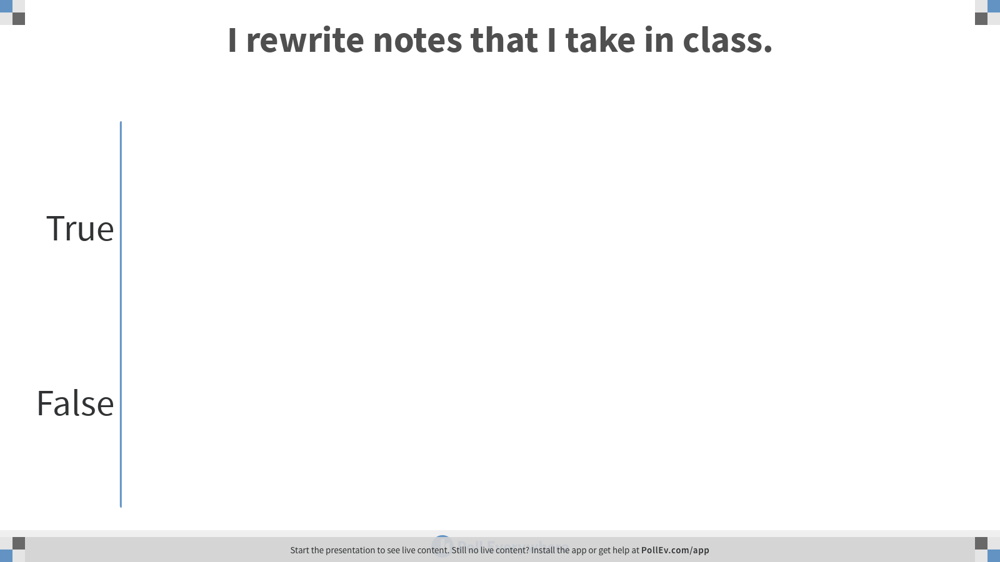 I rewrite notes that I take in class.
True
False
Start the presentation to see live content. Still no live content? Install the app or get help at PollEv.com/app